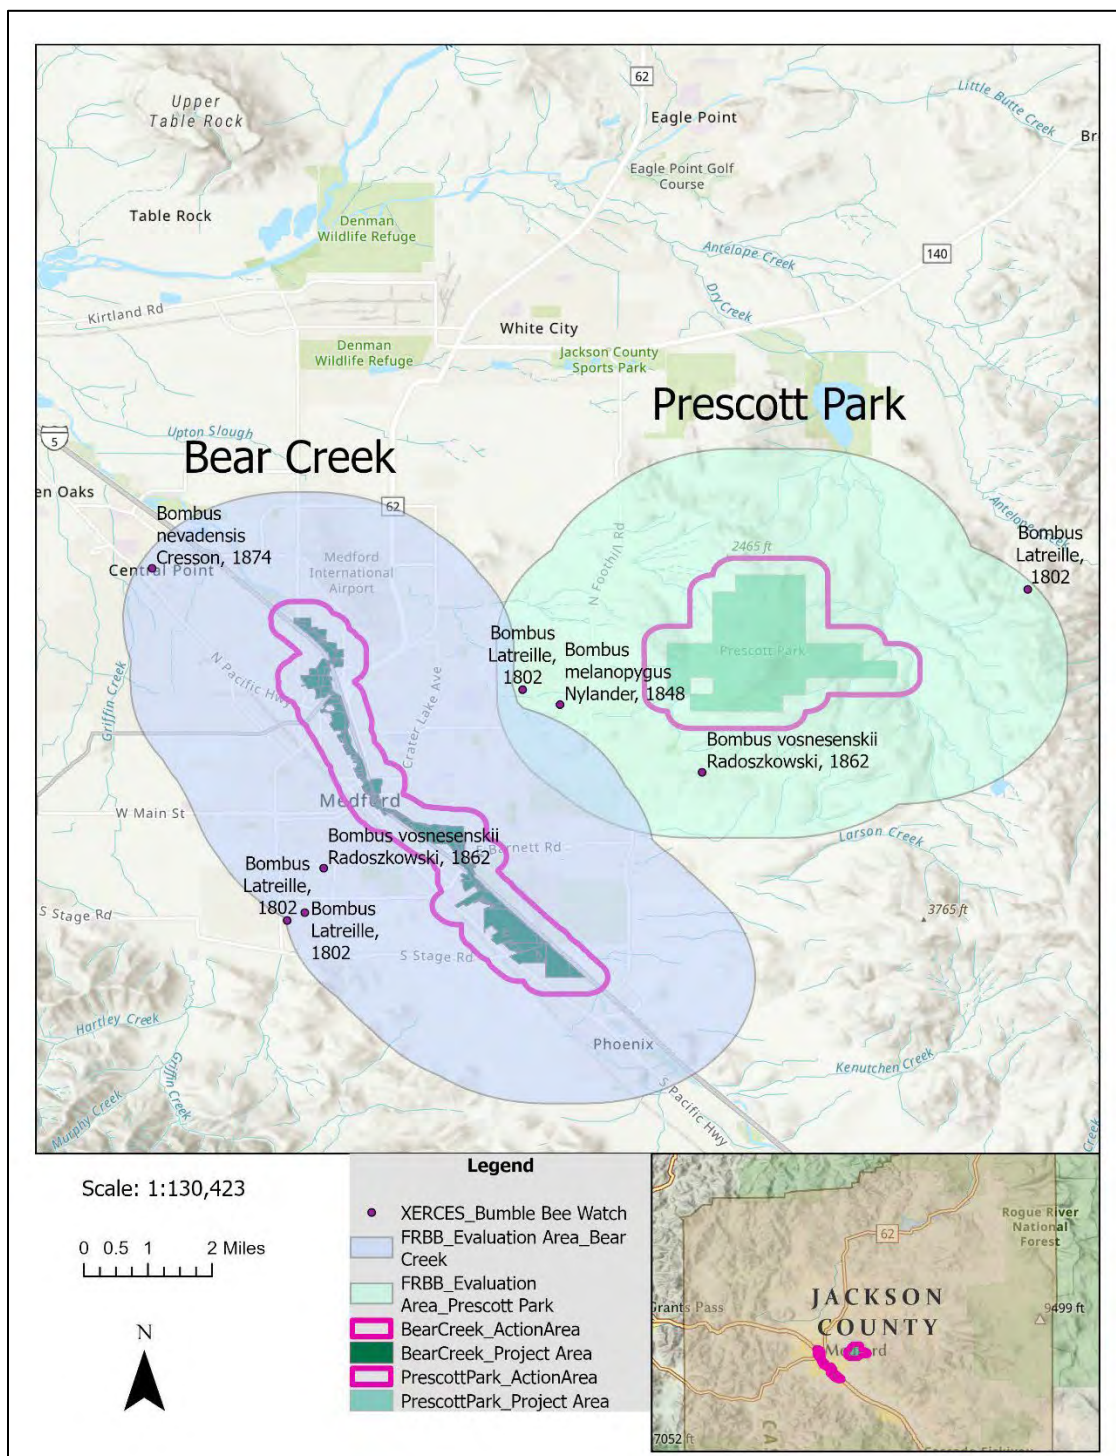 62
Upper
Table Rock
Eagle Point
Little Butte Creek
Br
Eagle Point Golf
Course
Table Rock
Denman
Wildlife Refuge
Antelope Creek
140
Dry Creek
Kirtland Rd
White City
Denman
Wildlife Refuge
Jackson County
Sports Park
Prescott Park
5
Upton Slough
Bear Creek
en Oaks
62
Antelope Creek
Bombus
nevadensis
Cresson, 1874
Central Point
Medford
International
Airport
N Foothill Rd
2465 ft
Bombus
Latreille,
1802
Bombus
Latreille,
1802
Bombus
melanopygus
Nylander, 1848
Prescott Park
Griffin Creek
N Pacific Hwy
Crater Lake Ave
Bombus vosnesenskii
Radoszkowski, 1862
W Main St
Medford
Larson Creek
Bombus vosnesenskii
Radoszkowski, 1862
E Barnett Rd
Bombus
Latreille,
1802
Bombus
Latreille,
1802
S Stage Rd
S Stage Rd
3765 ft
Hartley Creek
Griffin Creek
Murphy Creek
Phoenix
Kenutchen Creek
S Pacific Hwy
Creek
Scale: 1:130,423
0 0.5 1 2 Miles
N
Legend
XERCES_Bumble Bee Watch
FRBB_Evaluation Area_Bear
Creek
FRBB_Evaluation
Area_Prescott Park
BearCreek_ActionArea
BearCreek_Project Area
PrescottPark_ActionArea
PrescottPark_Project Area
Rogue River
National
Forest
62
Grants Pass
JACKSON
COUNTY
9499 ft
Medford
CA
7052 ft